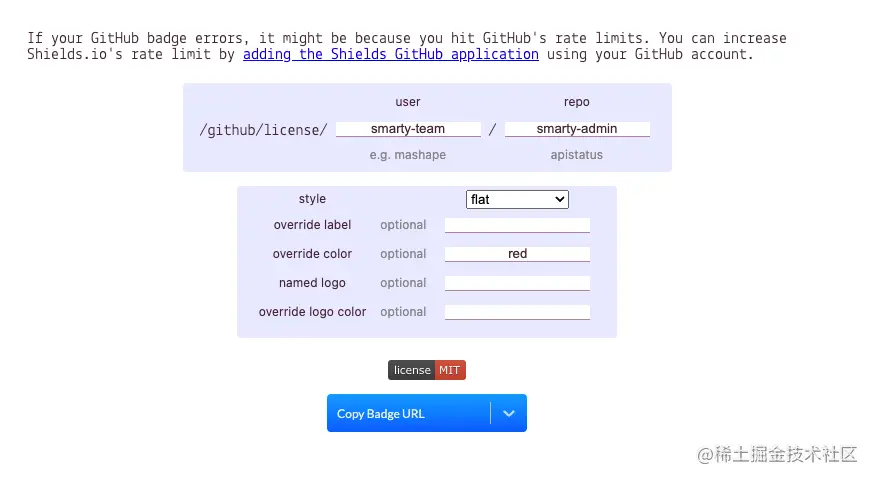 If your GitHub badge errors, it might be because you hit GitHub's rate limits. You can increase
Shields.io's rate limit by adding the Shields GitHub application using your GitHub account.
user repo
/github/license/ smarty-team / smarty-admin
e.g. mashape apistatus
style flat
override label optional
override color optional red
named logo optional
override logo color optional
license MIT
Copy Badge URL
@稀土掘金技术社区